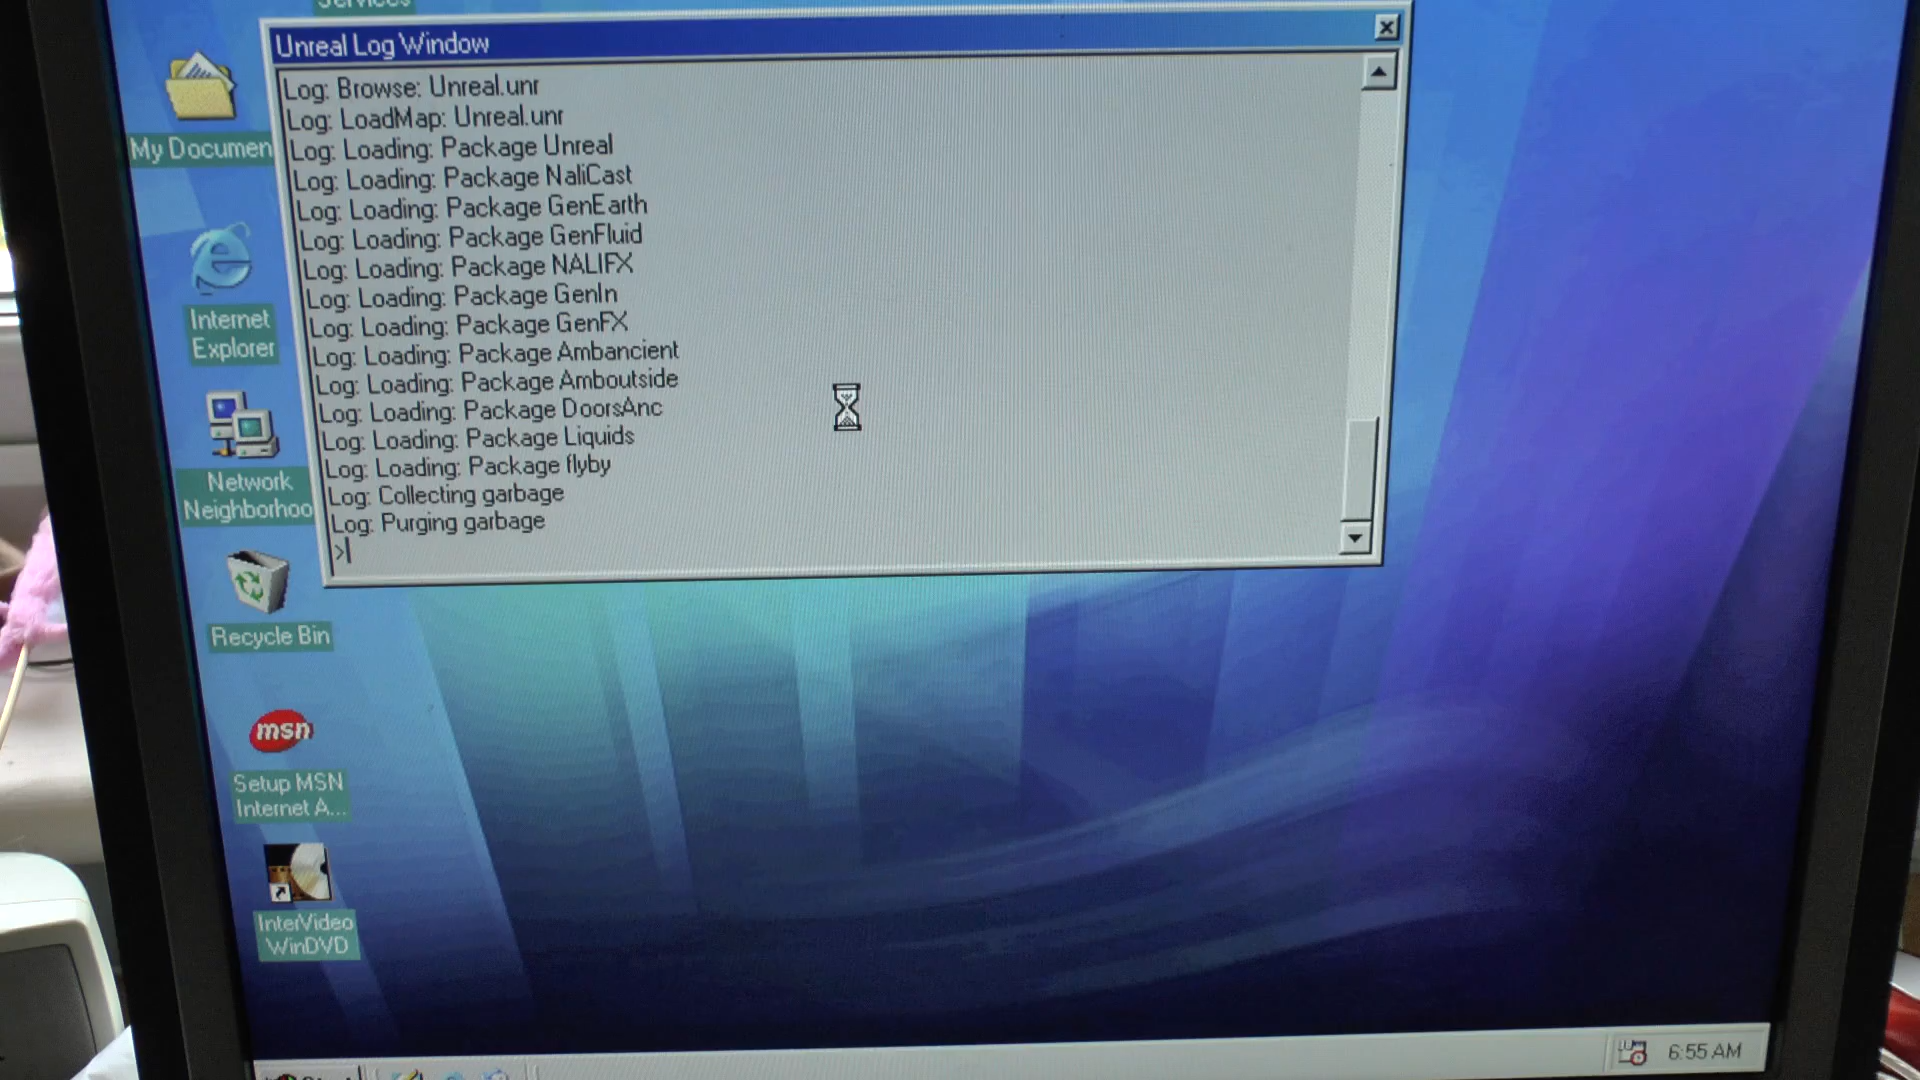 Services
Unreal Log Window
Log: Browse: Unreal.unr
Log: LoadMap: Unreal.unr
Log: Loading: Package Unreal
Log: Loading: Package NaliCast
Log: Loading: Package GenEarth
Log: Loading: Package GenFluid
Log: Loading: Package NALIFX
Log: Loading: Package GenIn
Log: Loading: Package GenFX
Log: Loading: Package Ambancient
Log: Loading: Package Amboutside
Log: Loading: Package DoorsAnc
Log: Loading: Package Liquids
Log: Loading: Package flyby
Log: Collecting garbage
Log: Purging garbage
>
My Documen
Internet
Explorer
Network
Neighborhoo
Recycle Bin
msn
Setup MSN
Internet A...
InterVideo
WinDVD
Start
6:55 AM